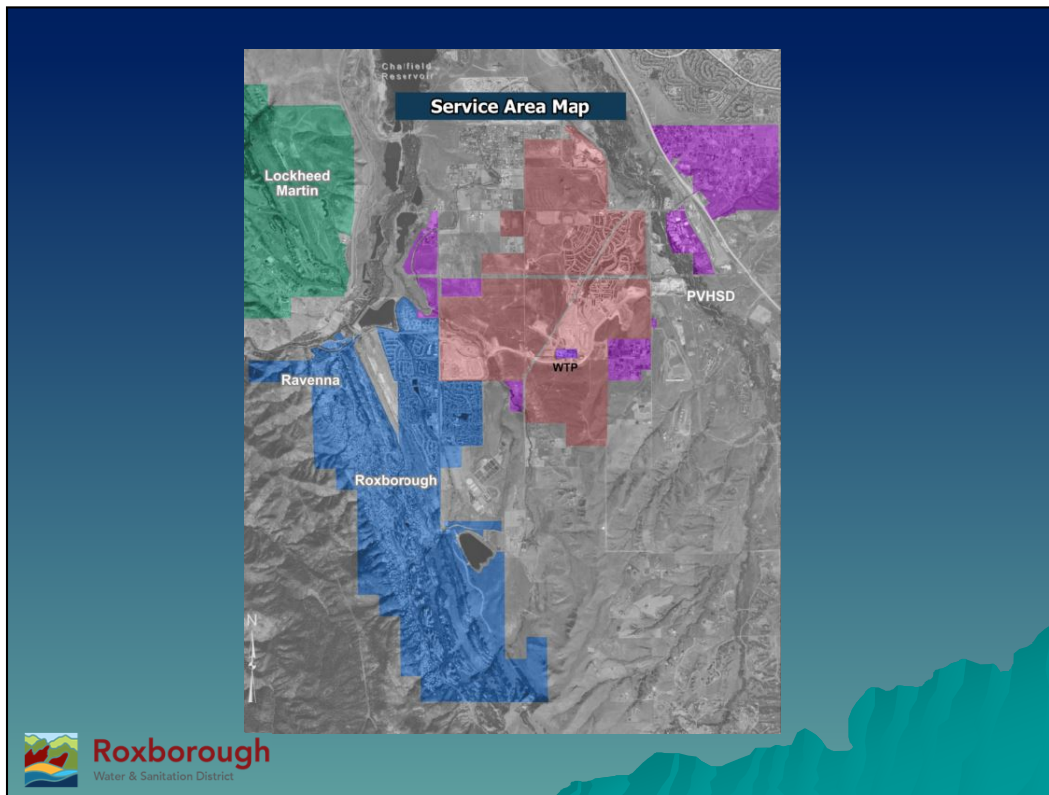 Chatfield
Reservoir
Service Area Map
Lockheed
Martin
PVHSD
WTP
Ravenna
Roxborough
N
Roxborough
Water & Sanitation District